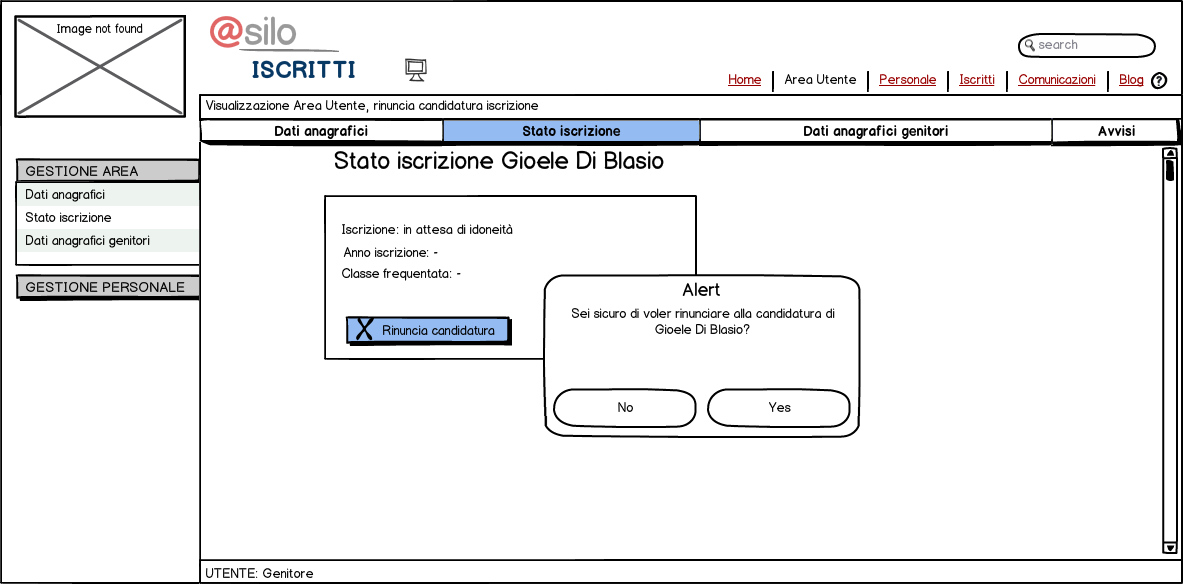 Image not found
@silo
ISCRITTI
search
Home
Area Utente
Personale
Iscritti
Comunicazioni
Blog
?
Visualizzazione Area Utente, rinuncia candidatura iscrizione
Dati anagrafici
Stato iscrizione
Dati anagrafici genitori
Avvisi
GESTIONE AREA
Dati anagrafici
Stato iscrizione
Dati anagrafici genitori
GESTIONE PERSONALE
Stato iscrizione Gioele Di Blasio
Iscrizione: in attesa di idoneità
Anno iscrizione: -
Classe frequentata: -
X Rinuncia candidatura
Alert
Sei sicuro di voler rinunciare alla candidatura di
Gioele Di Blasio?
No
Yes
UTENTE: Genitore